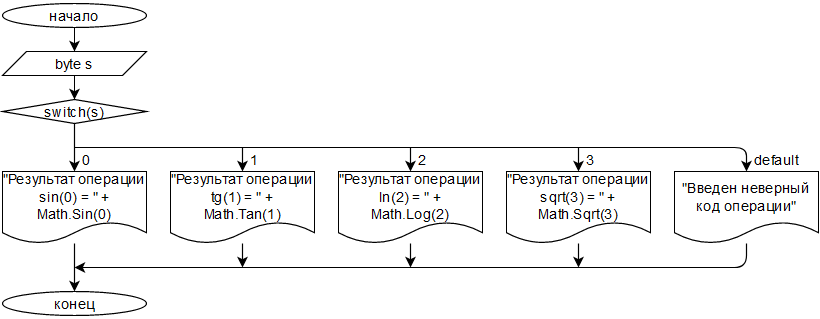 начало
byte s
switch(s)
0
1
2
3
default
"Результат операции
sin(0) = " +
Math.Sin(0)
"Результат операции
tg(1) = " +
Math.Tan(1)
"Результат операции
ln(2) = " +
Math.Log(2)
"Результат операции
sqrt(3) = " +
Math.Sqrt(3)
"Введен неверный
код операции"
конец